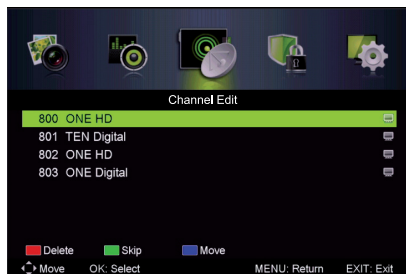 Channel Edit
800 ONE HD
801 TEN Digital
802 ONE HD
803 ONE Digital
Delete Skip Move
Move OK: Select MENU: Return EXIT: Exit